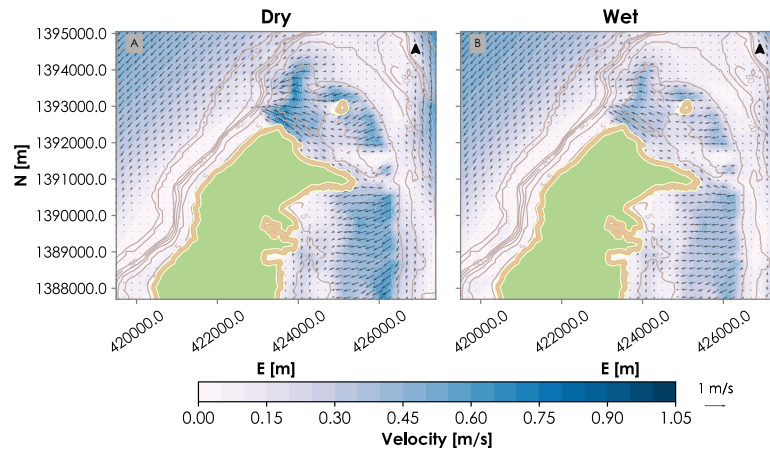 Dry Wet
A B
N [m]
1395000.0
1394000.0
1393000.0
1392000.0
1391000.0
1390000.0
1389000.0
1388000.0
420000.0 422000.0 424000.0 426000.0 420000.0 422000.0 424000.0 426000.0
E [m] E [m]
1 m/s
0.00 0.15 0.30 0.45 0.60 0.75 0.90 1.05
Velocity [m/s]